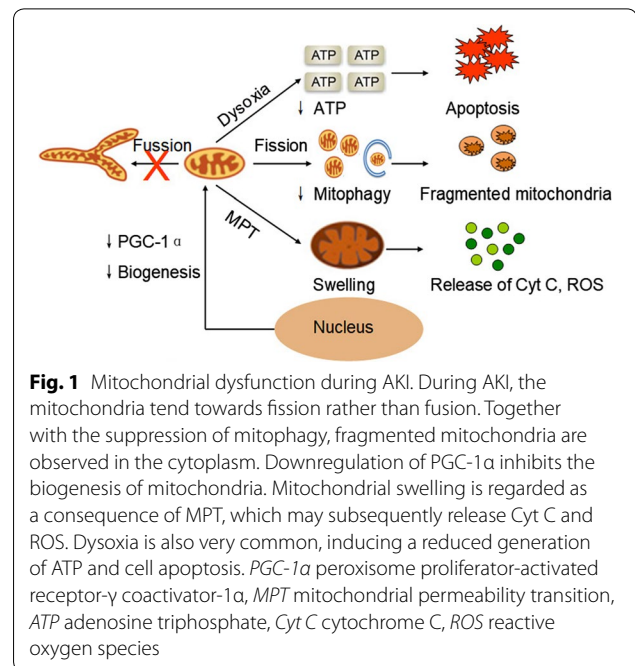 ATP ATP
ATP ATP
Dysoxia
↓ ATP
Apoptosis
Fussion
Fission
↓ Mitophagy
Fragmented mitochondria
MPT
↓ PGC-1 α
↓ Biogenesis
Swelling
Release of Cyt C, ROS
Nucleus
Fig. 1 Mitochondrial dysfunction during AKI. During AKI, the
mitochondria tend towards fission rather than fusion. Together
with the suppression of mitophagy, fragmented mitochondria are
observed in the cytoplasm. Downregulation of PGC-1α inhibits the
biogenesis of mitochondria. Mitochondrial swelling is regarded as
a consequence of MPT, which may subsequently release Cyt C and
ROS. Dysoxia is also very common, inducing a reduced generation
of ATP and cell apoptosis. PGC-1α peroxisome proliferator-activated
receptor-γ coactivator-1α, MPT mitochondrial permeability transition,
ATP adenosine triphosphate, Cyt C cytochrome C, ROS reactive
oxygen species